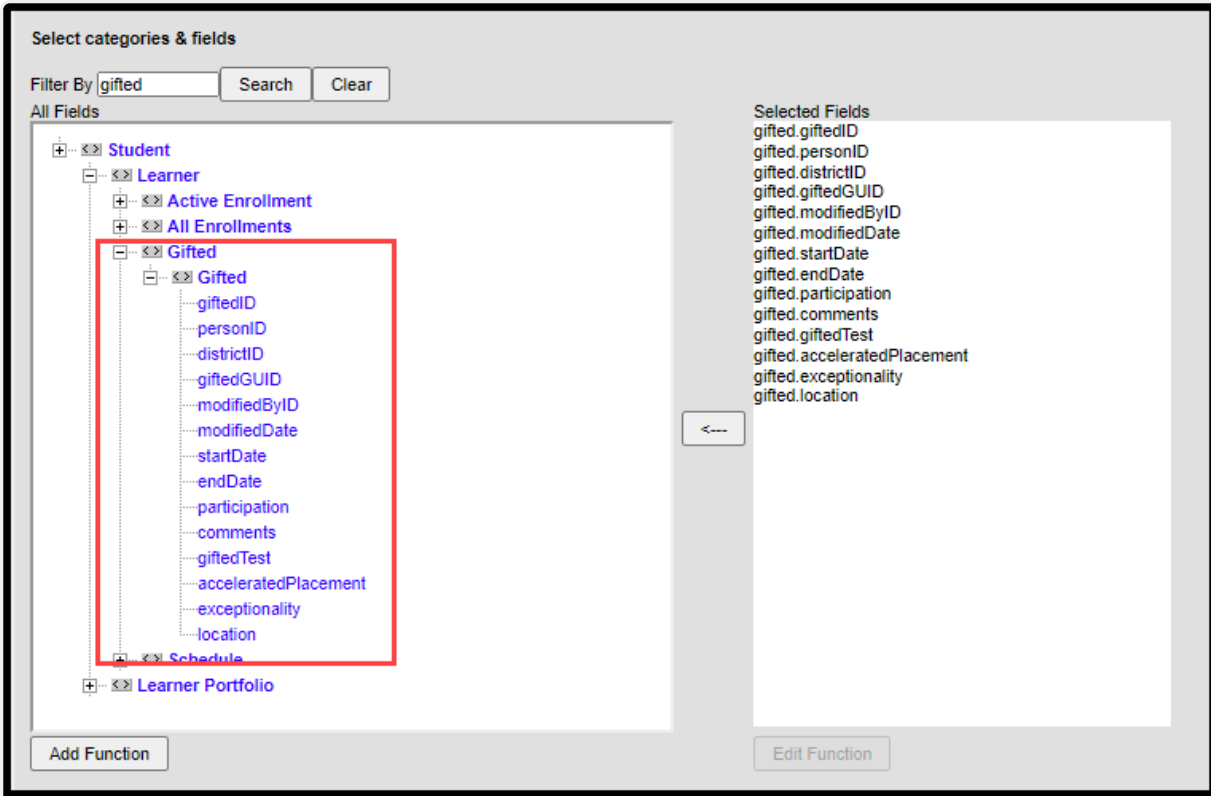 Select categories & fields
Filter By gifted Search Clear
All Fields
Student
Learner
Active Enrollment
All Enrollments
Gifted
Gifted
giftedID
personID
districtID
giftedGUID
modifiedByID
modifiedDate
startDate
endDate
participation
comments
giftedTest
acceleratedPlacement
exceptionality
location
Schedule
Learner Portfolio
Add Function
<---
Selected Fields
gifted.giftedID
gifted.personID
gifted.districtID
gifted.giftedGUID
gifted.modifiedByID
gifted.modifiedDate
gifted.startDate
gifted.endDate
gifted.participation
gifted.comments
gifted.giftedTest
gifted.acceleratedPlacement
gifted.exceptionality
gifted.location
Edit Function